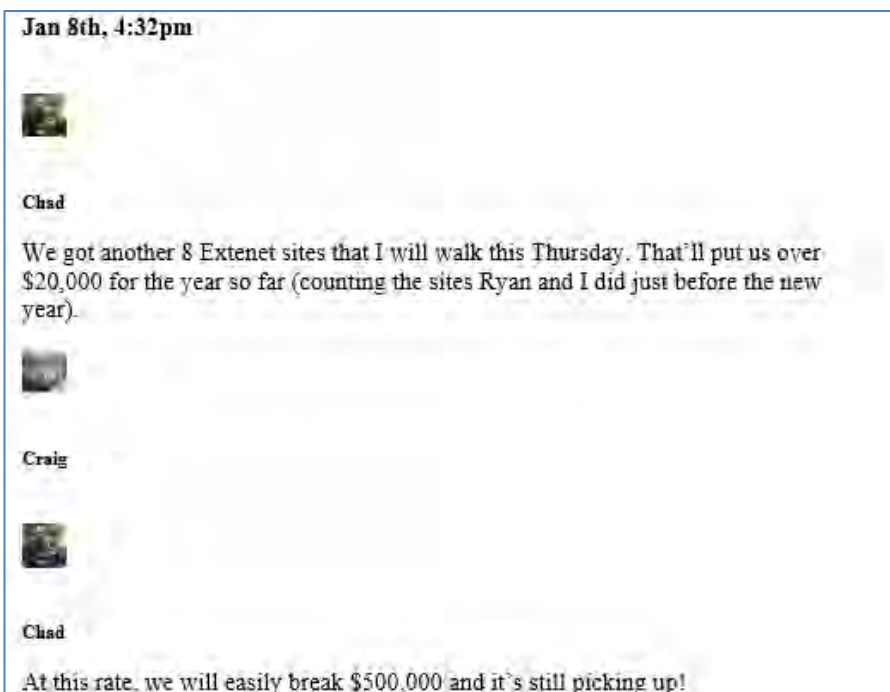 Jan 8th, 4:32pm
Chad
We got another 8 Extenet sites that I will walk this Thursday. That'll put us over
$20,000 for the year so far (counting the sites Ryan and I did just before the new
year).
Craig
Chad
At this rate, we will easily break $500,000 and it's still picking up!